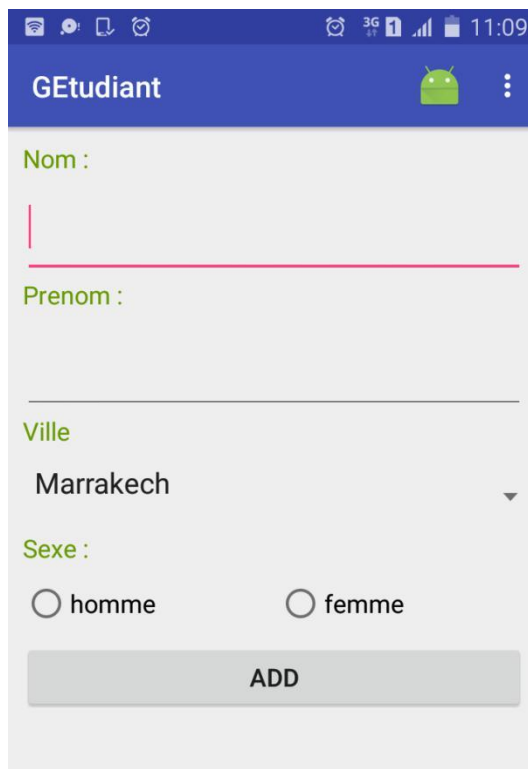 3G 1 11:09
GEtudiant
Nom :
Prenom :
Ville
Marrakech
Sexe :
homme femme
ADD